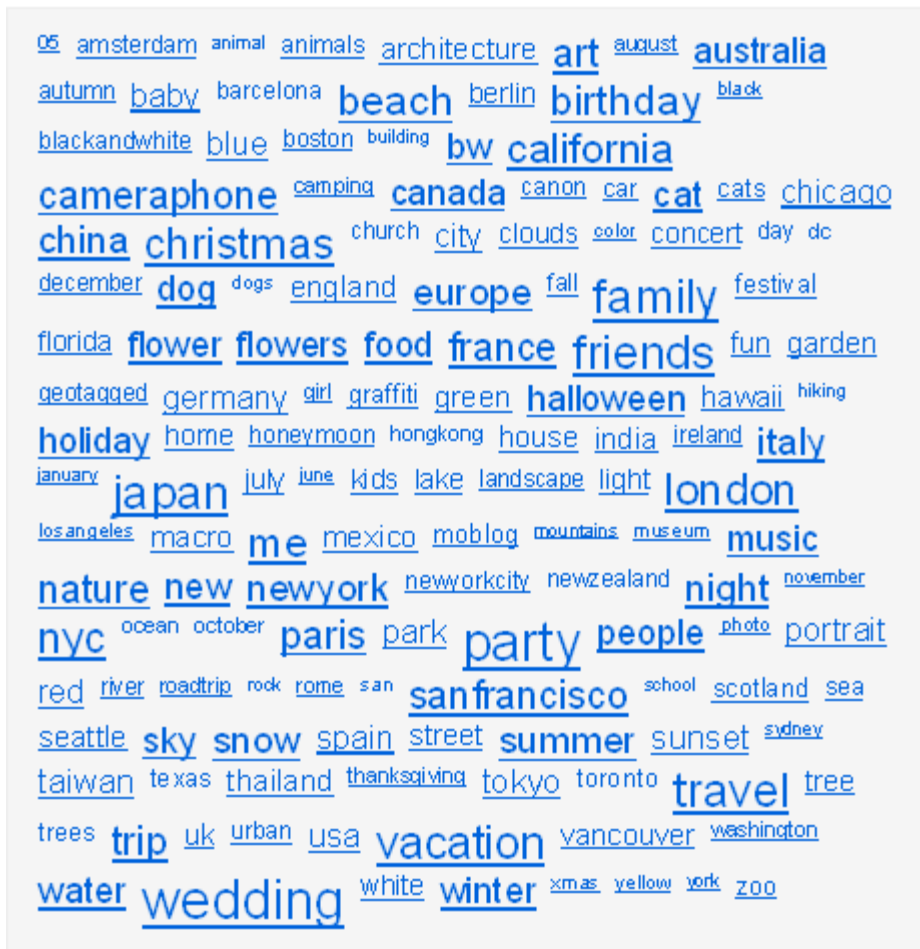 05 amsterdam animal animals architecture art august australia
autumn baby barcelona beach berlin birthday black
blackandwhite blue boston building bw california
cameraphone camping canada canon car cat cats chicago
china christmas church city clouds color concert day dc
december dog dogs england europe fall family festival
florida flower flowers food france friends fun garden
geotagged germany girl graffiti green halloween hawaii hiking
holiday home honeymoon hongkong house india ireland italy
january japan july june kids lake landscape light london
losangeles macro me mexico moblog mountains museum music
nature new newyork newyorkcity newzealand night november
nyc ocean october paris park party people photo portrait
red river roadtrip rock rome san sanfrancisco school scotland sea
seattle sky snow spain street summer sunset sydney
taiwan texas thailand thanksgiving tokyo toronto travel tree
trees trip uk urban usa vacation vancouver washington
water wedding white winter xmas yellow york zoo